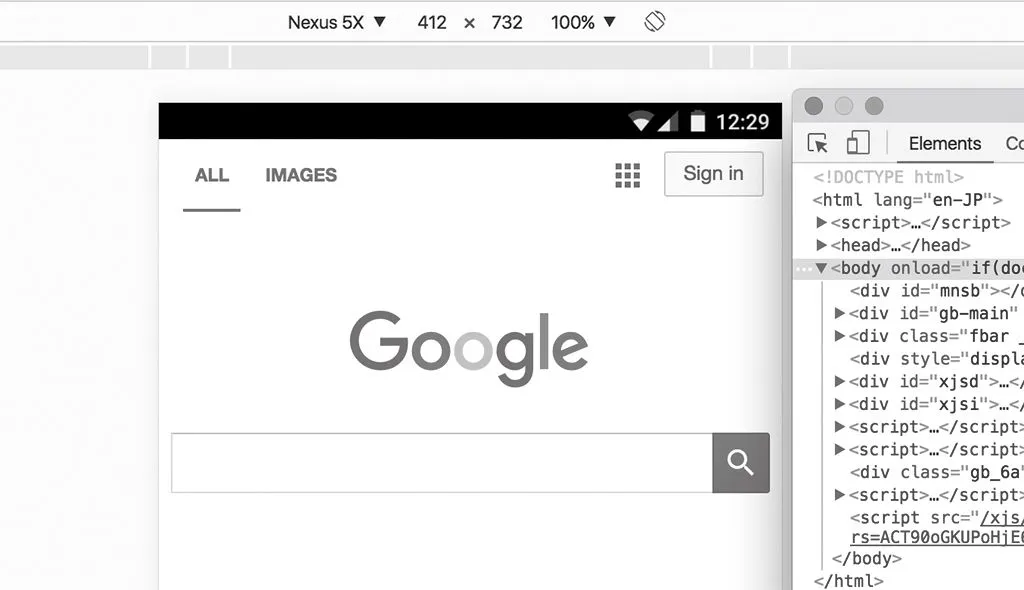 Nexus 5X ▼ 412 × 732 100% ▼
12:29
ALL IMAGES Sign in
Google
Elements Co
<!DOCTYPE html>
<html lang="en-JP">
▶<script>…</script>
▶<head>…</head>
…▼<body onload="if(doc
<div id="mnsb"></d
▶<div id="gb-main"
▶<div class="fbar _
<div style="displa
▶<div id="xjsd">…</
▶<div id="xjsi">…</
▶<script>…</script>
▶<script>…</script>
<div class="gb_6a"
▶<script>…</script>
<script src="/xjs/
rs=ACT90oGKUPoHjE6
</body>
</html>